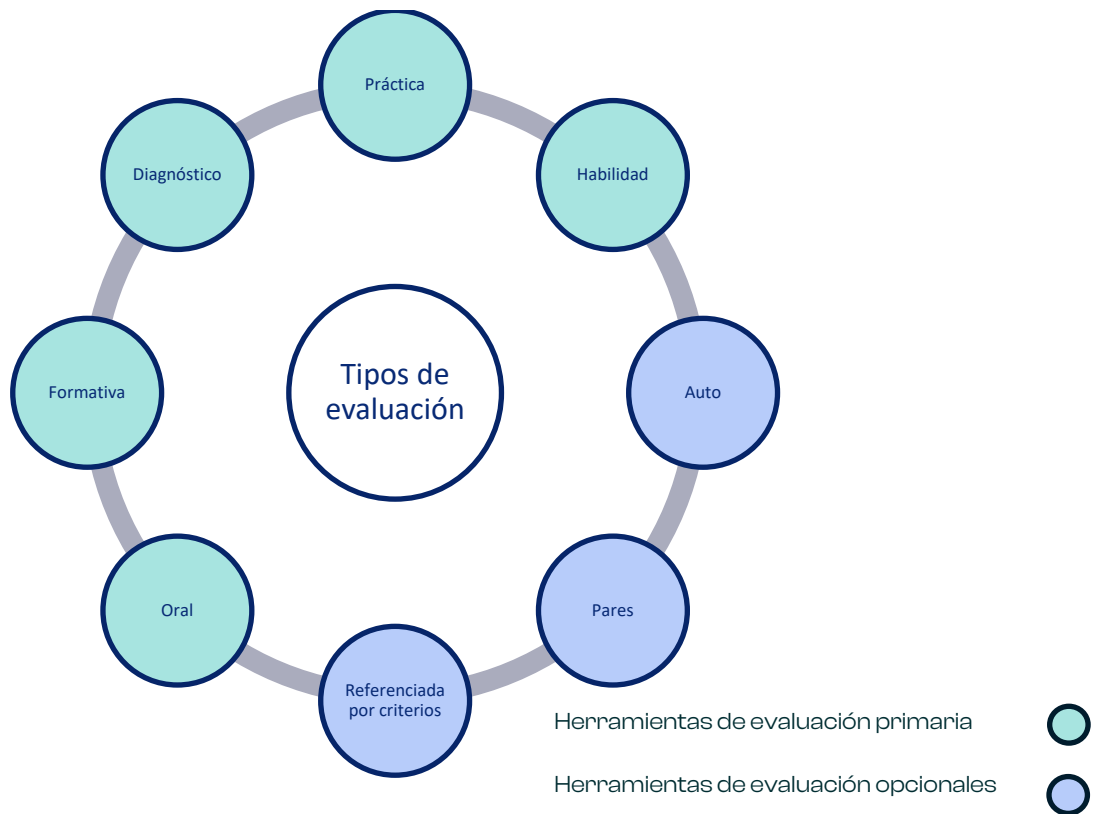 Práctica
Diagnóstico
Habilidad
Formativa
Tipos de
evaluación
Auto
Oral
Pares
Referenciada
por criterios
Herramientas de evaluación primaria
Herramientas de evaluación opcionales